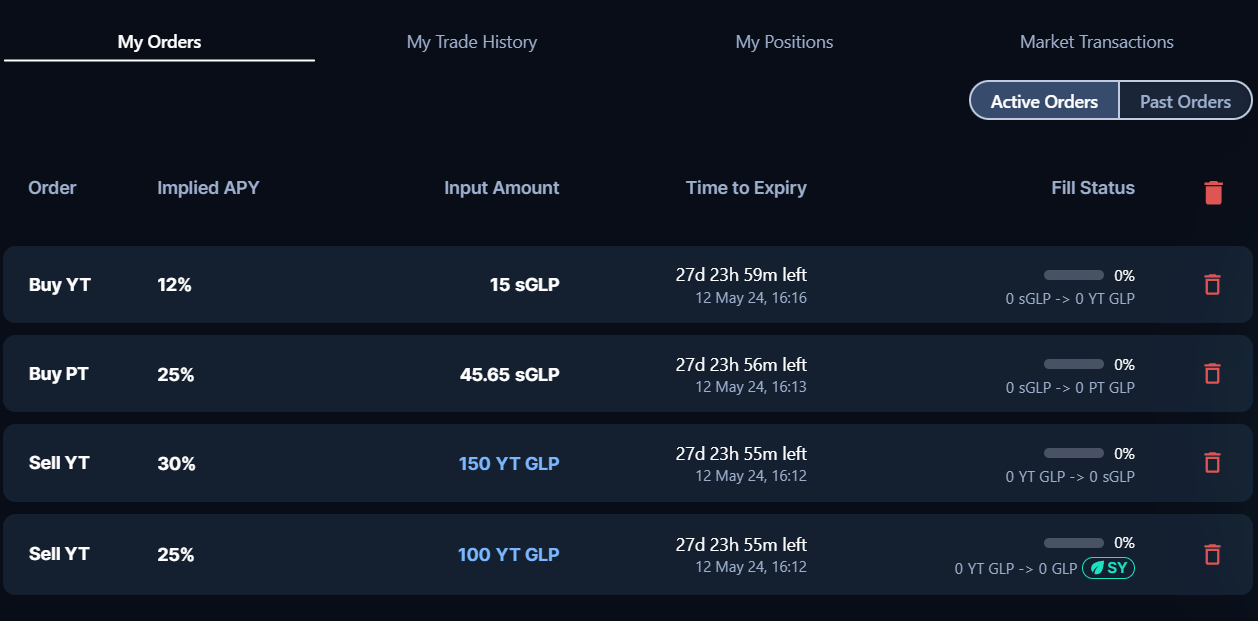 My Orders My Trade History My Positions Market Transactions
Active Orders Past Orders
Order Implied APY Input Amount Time to Expiry Fill Status
Buy YT 12% 15 sGLP 27d 23h 59m left 0%
12 May 24, 16:16 0 sGLP -> 0 YT GLP
Buy PT 25% 45.65 sGLP 27d 23h 56m left 0%
12 May 24, 16:13 0 sGLP -> 0 PT GLP
Sell YT 30% 150 YT GLP 27d 23h 55m left 0%
12 May 24, 16:12 0 YT GLP -> 0 sGLP
Sell YT 25% 100 YT GLP 27d 23h 55m left 0%
12 May 24, 16:12 0 YT GLP -> 0 GLP SY